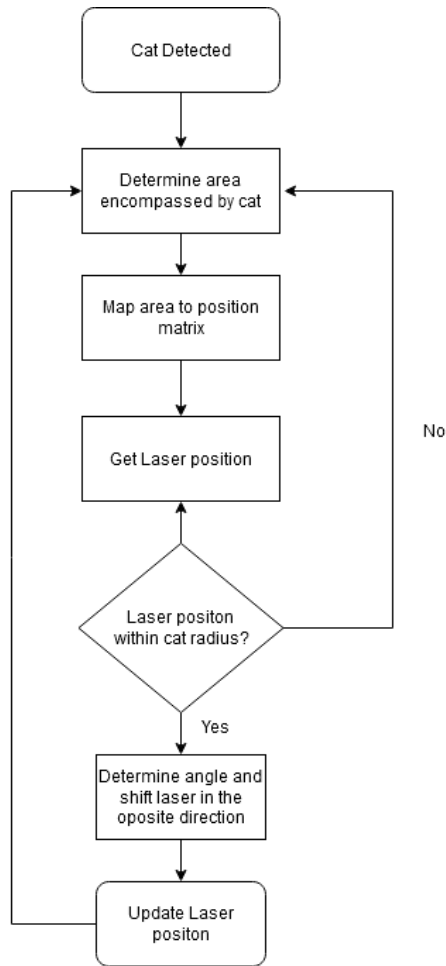 Cat Detected
Determine area
encompassed by cat
Map area to position
matrix
Get Laser position
No
Laser positon
within cat radius?
Yes
Determine angle and
shift laser in the
oposite direction
Update Laser
positon